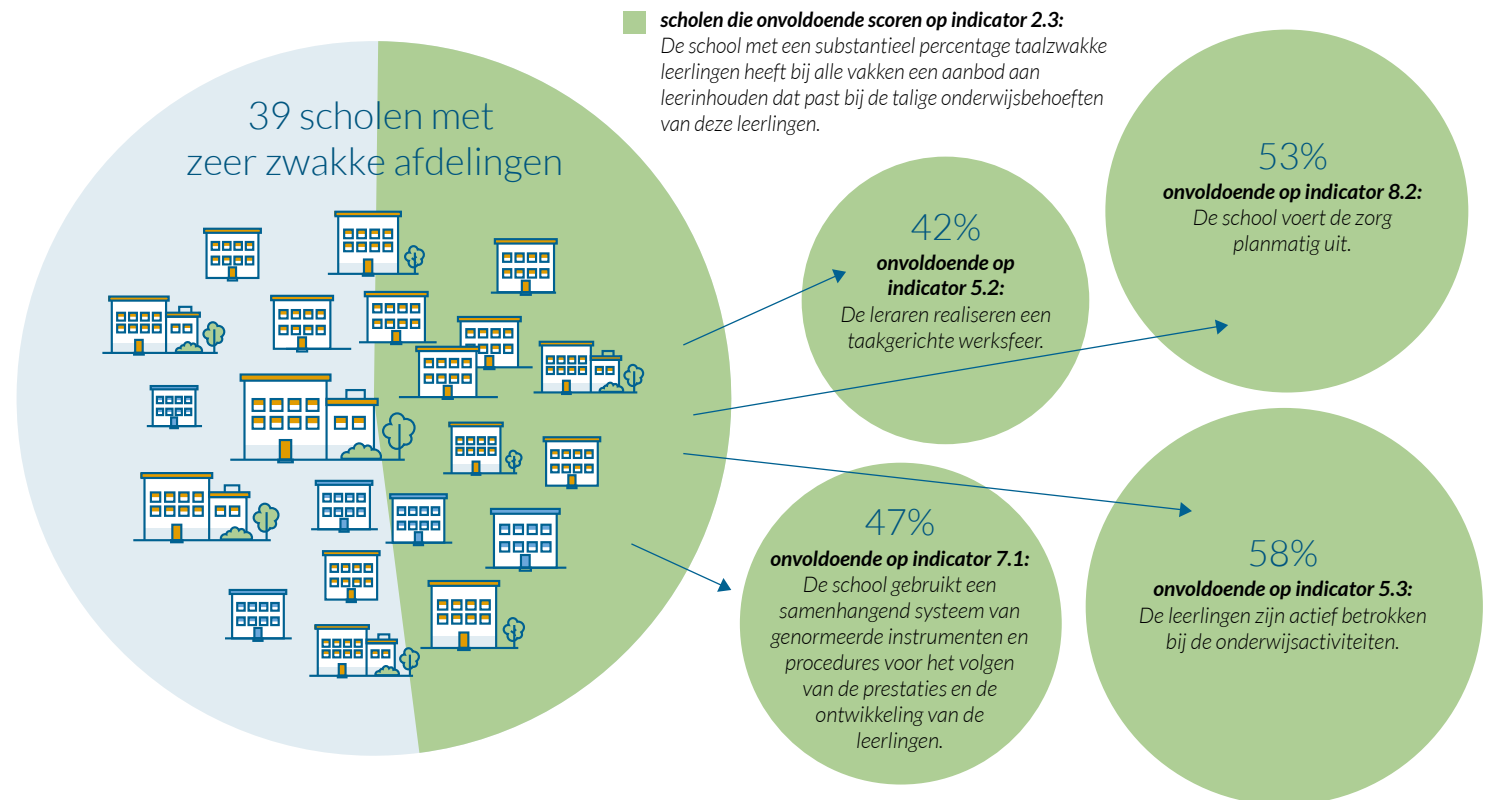 scholen die onvoldoende scoren op indicator 2.3:
De school met een substantieel percentage taalzwakke
leerlingen heeft bij alle vakken een aanbod aan
leerinhouden dat past bij de talige onderwijsbehoeften
van deze leerlingen.
39 scholen met
zeer zwakke afdelingen
42%
onvoldoende op
indicator 5.2:
De leraren realiseren een
taakgerichte werksfeer.
53%
onvoldoende op indicator 8.2:
De school voert de zorg
planmatig uit.
47%
onvoldoende op indicator 7.1:
De school gebruikt een
samenhangend systeem van
genormeerde instrumenten en
procedures voor het volgen
van de prestaties en de
ontwikkeling van de
leerlingen.
58%
onvoldoende op indicator 5.3:
De leerlingen zijn actief betrokken
bij de onderwijsactiviteiten.